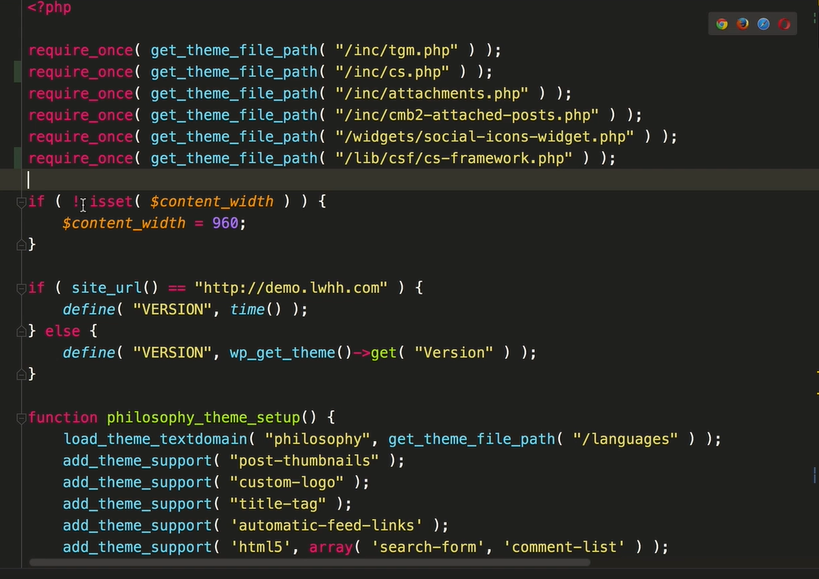 <?php
require_once( get_theme_file_path( "/inc/tgm.php" ) );
require_once( get_theme_file_path( "/inc/cs.php" ) );
require_once( get_theme_file_path( "/inc/attachments.php" ) );
require_once( get_theme_file_path( "/inc/cmb2-attached-posts.php" ) );
require_once( get_theme_file_path( "/widgets/social-icons-widget.php" ) );
require_once( get_theme_file_path( "/lib/csf/cs-framework.php" ) );
if ( ! isset( $content_width ) ) {
    $content_width = 960;
}
if ( site_url() == "http://demo.lwhh.com" ) {
    define( "VERSION", time() );
} else {
    define( "VERSION", wp_get_theme()->get( "Version" ) );
}
function philosophy_theme_setup() {
    load_theme_textdomain( "philosophy", get_theme_file_path( "/languages" ) );
    add_theme_support( "post-thumbnails" );
    add_theme_support( "custom-logo" );
    add_theme_support( "title-tag" );
    add_theme_support( 'automatic-feed-links' );
    add_theme_support( 'html5', array( 'search-form', 'comment-list' ) );